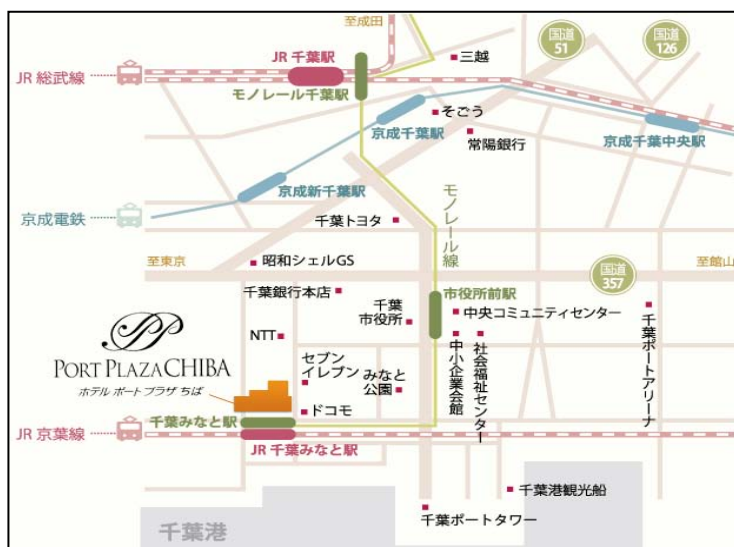 至成田
国道
51
国道
126
JR 千葉駅
三越
JR 総武線
モノレール千葉駅
そごう
京成千葉駅
常陽銀行
京成千葉中央駅
京成新千葉駅
京成電鉄
千葉トヨタ
モノレール線
至東京
昭和シェルGS
国道
357
至館山
千葉銀行本店
市役所前駅
千葉
市役所
中央コミュニティセンター
NTT
中小企業会館
社会福祉センター
千葉ポートアリーナ
PORT PLAZA CHIBA
ホテル ポート プラザ ちば
セブン
イレブン
みなと
公園
ドコモ
千葉みなと駅
JR 京葉線
JR 千葉みなと駅
千葉港観光船
千葉ポートタワー
千葉港